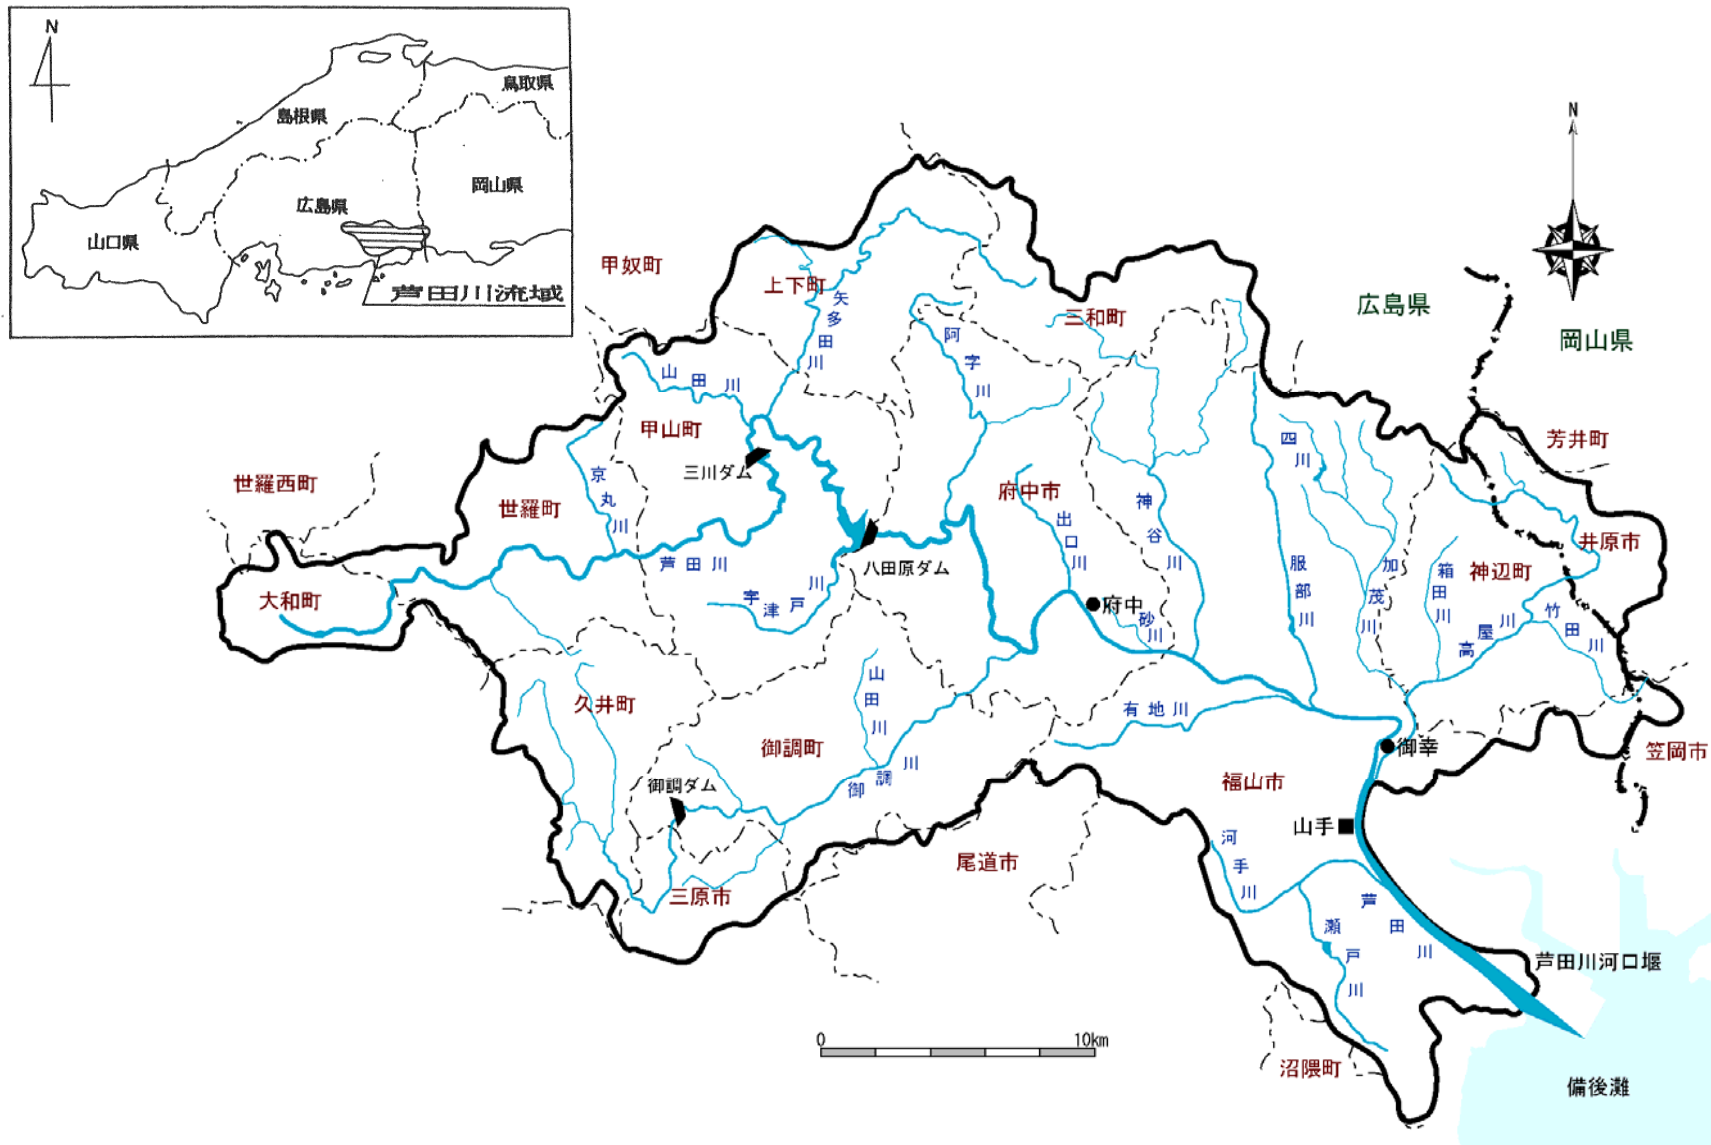 N
鳥取県
島根県
岡山県
広島県
山口県
芦田川流域
N
甲奴町
上下町
矢多田川
三和町
広島県
岡山県
阿字川
山田川
甲山町
三川ダム
芳井町
四川
世羅西町
京丸川
世羅町
府中市
神谷川
出口川
井原市
芦田川
八田原ダム
服部川
加茂川
箱田川
神辺町
大和町
宇津戸川
府中
砂川
竹田川
高屋川
山田川
久井町
有地川
御調町
御幸
笠岡市
御調川
御調ダム
福山市
山手
河手川
尾道市
三原市
芦田川
瀬戸川
芦田川河口堰
0
10km
沼隈町
備後灘